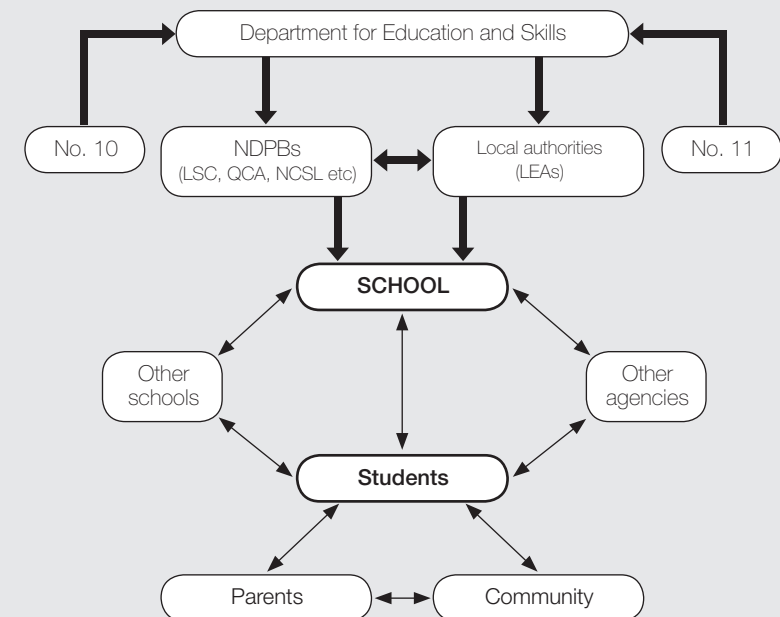 Department for Education and Skills
No. 10
NDPBs
(LSC, QCA, NCSL etc)
Local authorities
(LEAs)
No. 11
SCHOOL
Other
schools
Other
agencies
Students
Parents
Community